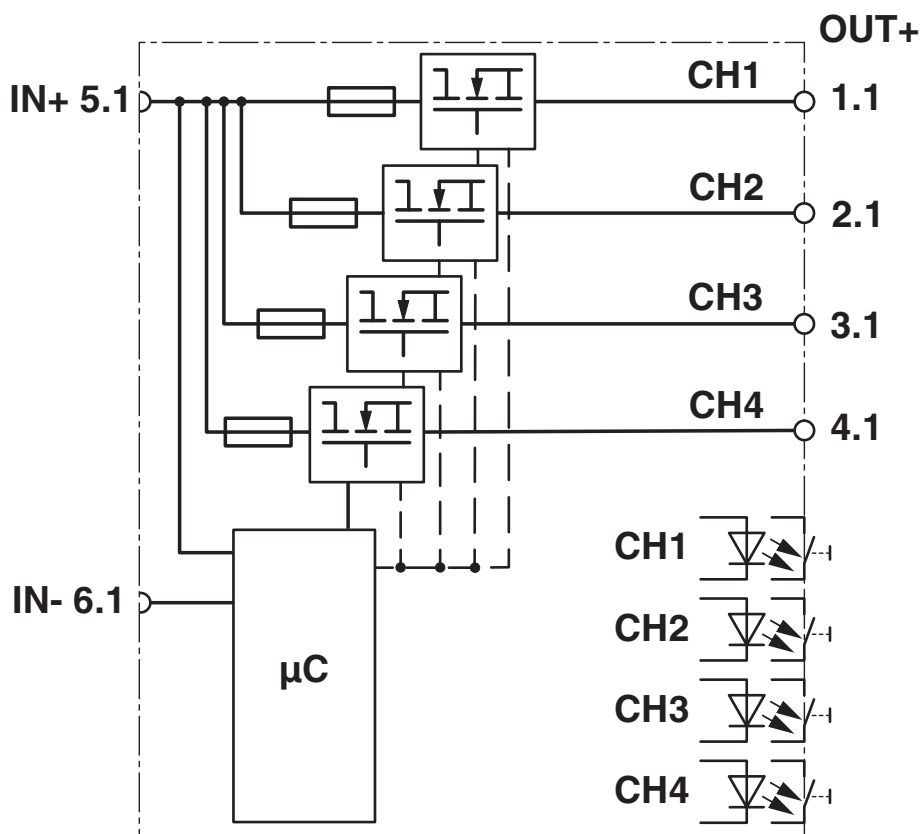 OUT+
IN+ 5.1
CH1
1.1
CH2
2.1
CH3
3.1
CH4
4.1
IN- 6.1
µC
CH1
CH2
CH3
CH4